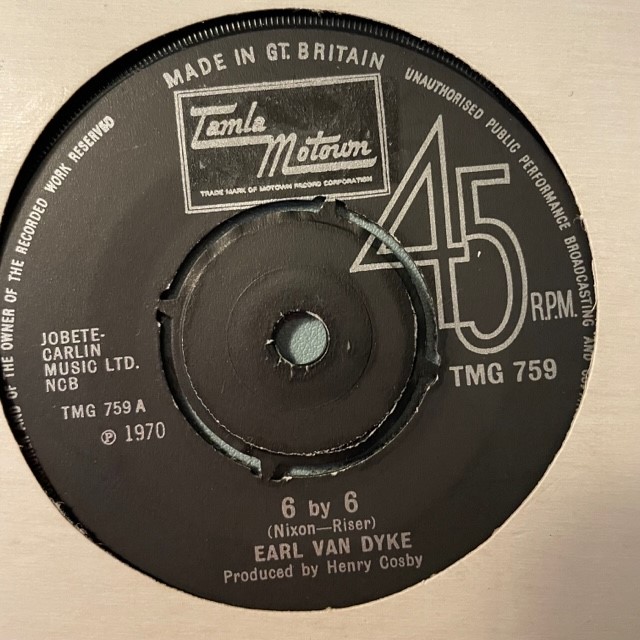 MADE IN GT. BRITAIN
UNAUTHORISED PUBLIC PERFORMANCE BROADCASTING AND
OF THE OWNER OF THE RECORDED WORK RESERVED
Tamla
Motown
TRADE MARK OF MOTOWN RECORD CORPORATION
45
R.P.M.
TMG 759
JOBETE-
CARLIN
MUSIC LTD.
NCB
TMG 759 A
℗ 1970
6 by 6
(Nixon—Riser)
EARL VAN DYKE
Produced by Henry Cosby